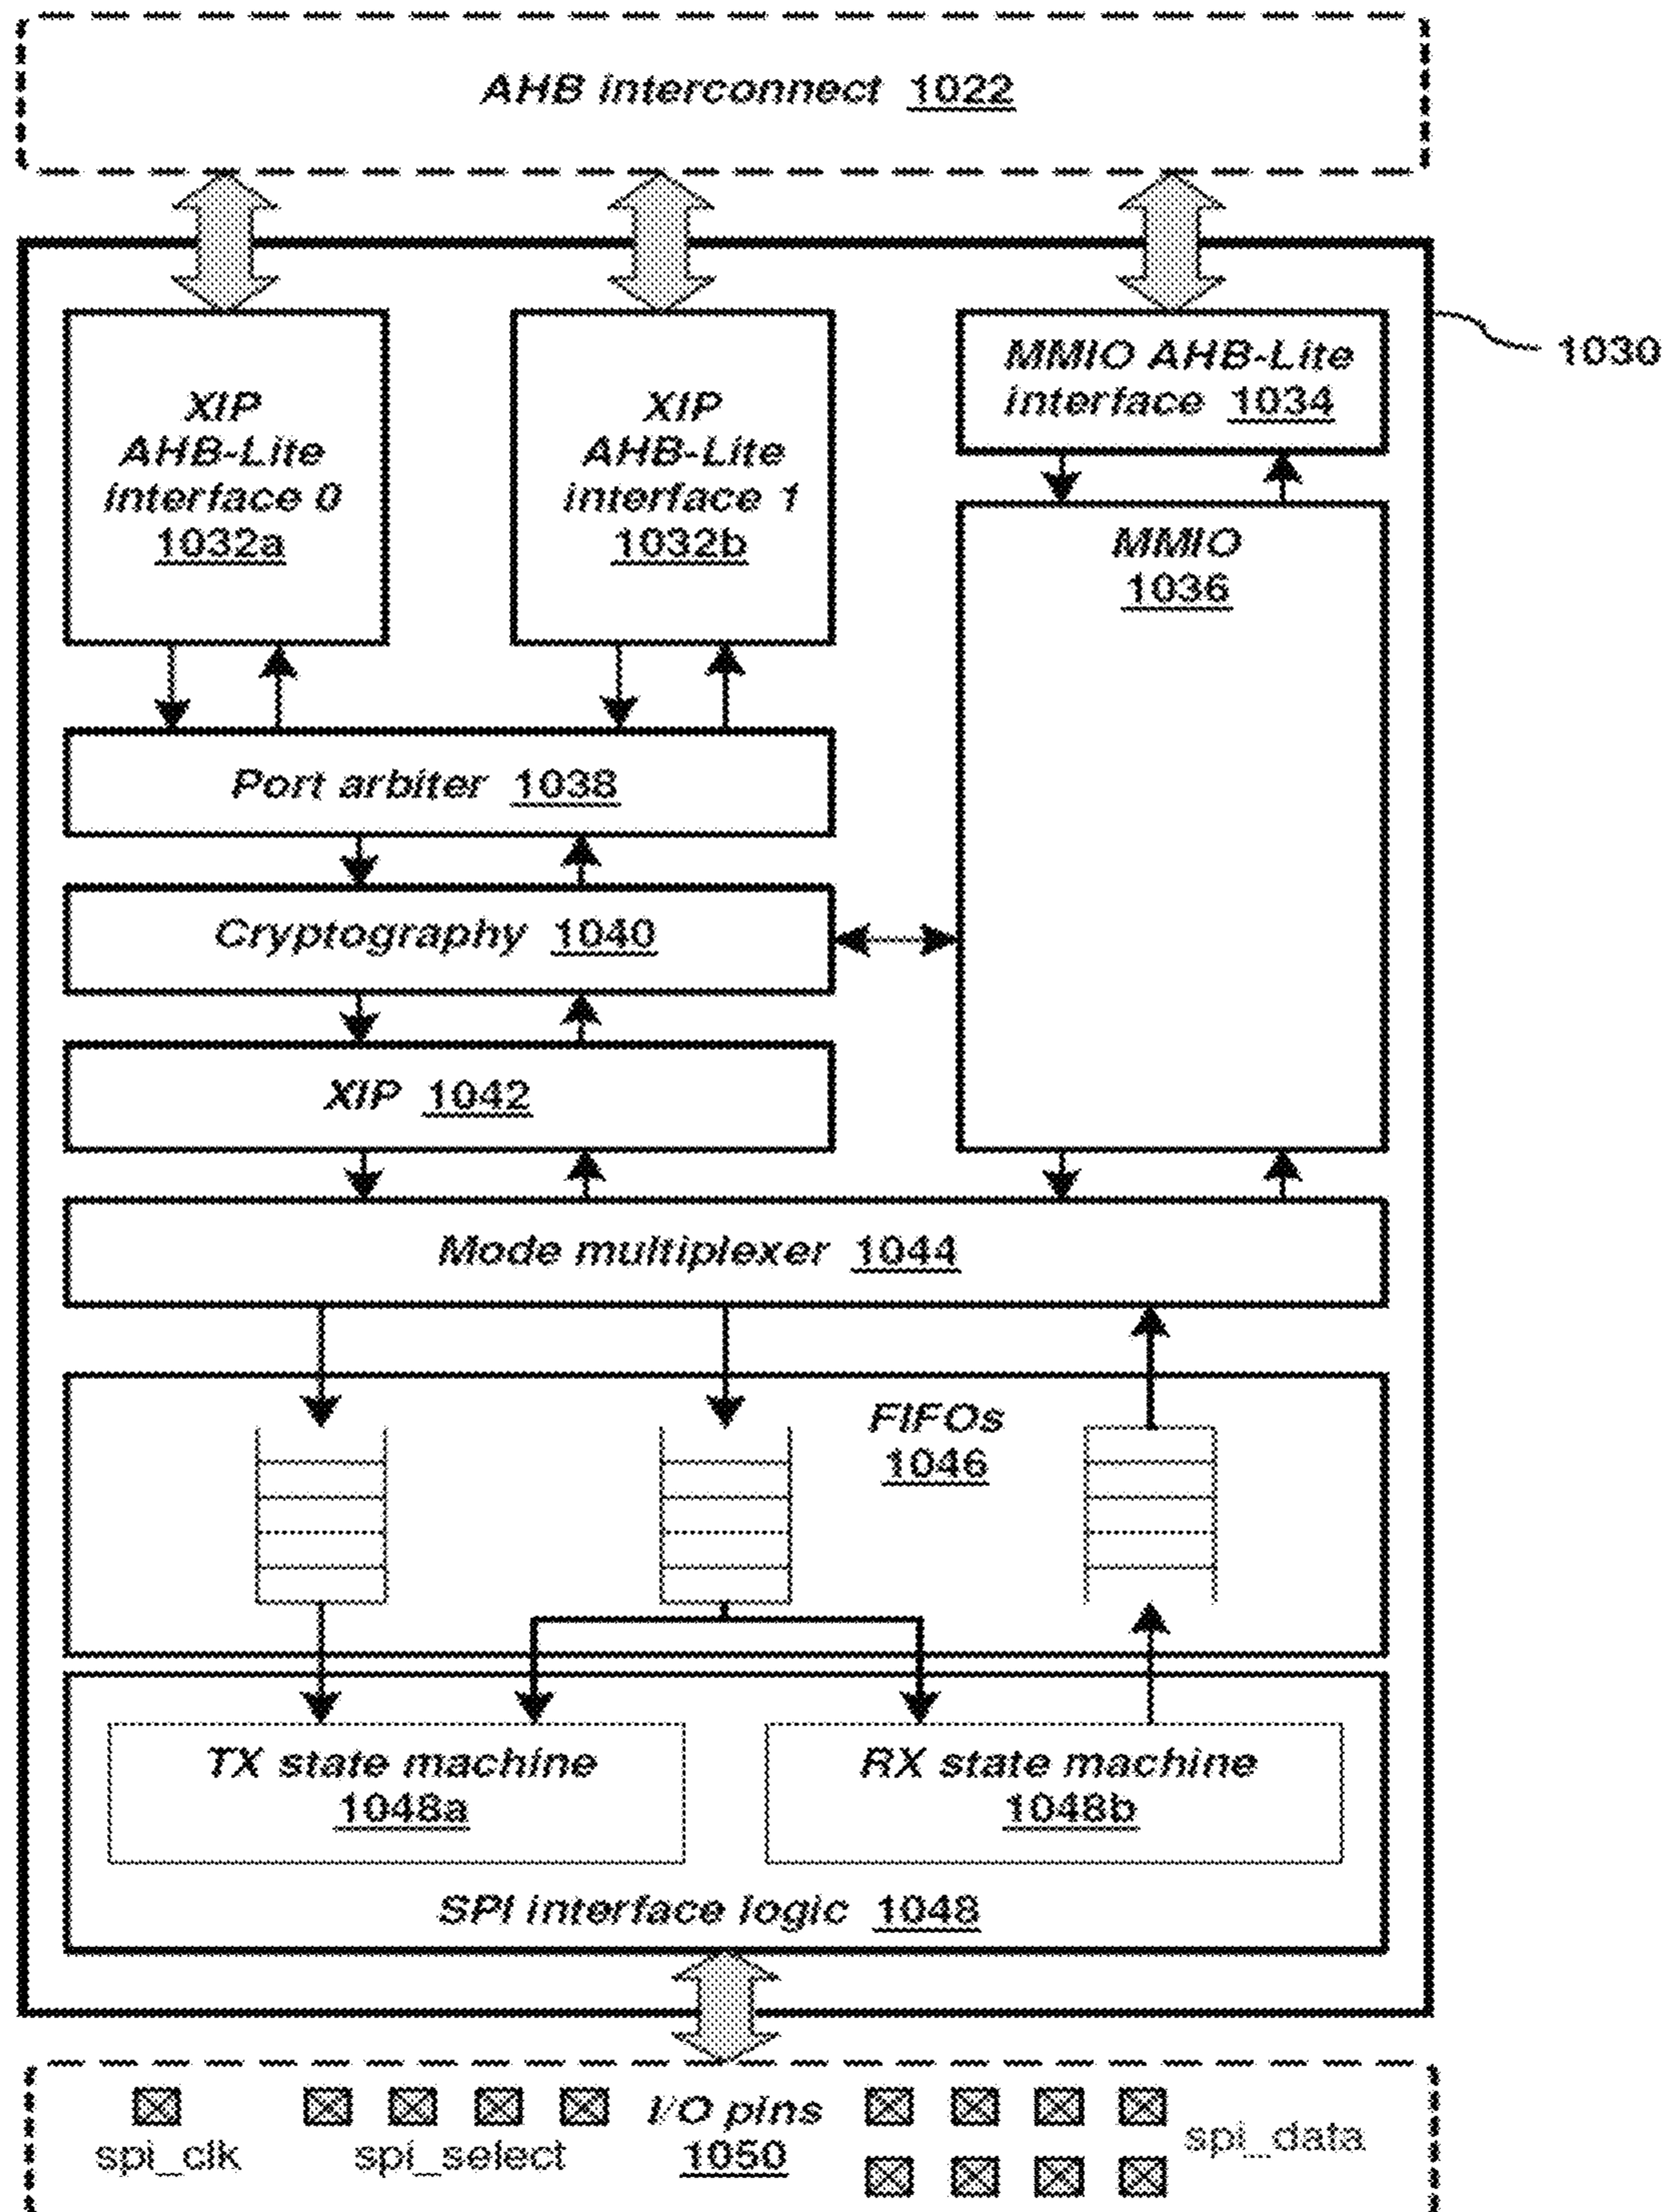 AHB interconnect 1022
XIP
AHB-Lite
interface 0
1032a
XIP
AHB-Lite
interface 1
1032b
MMIO AHB-Lite
interface 1034
1030
MMIO
1036
Port arbiter 1038
Cryptography 1040
XIP 1042
Mode multiplexer 1044
FIFOs
1046
TX state machine
1048a
RX state machine
1048b
SPI interface logic 1048
spi_clk
spi_select
I/O pins
1050
spi_data